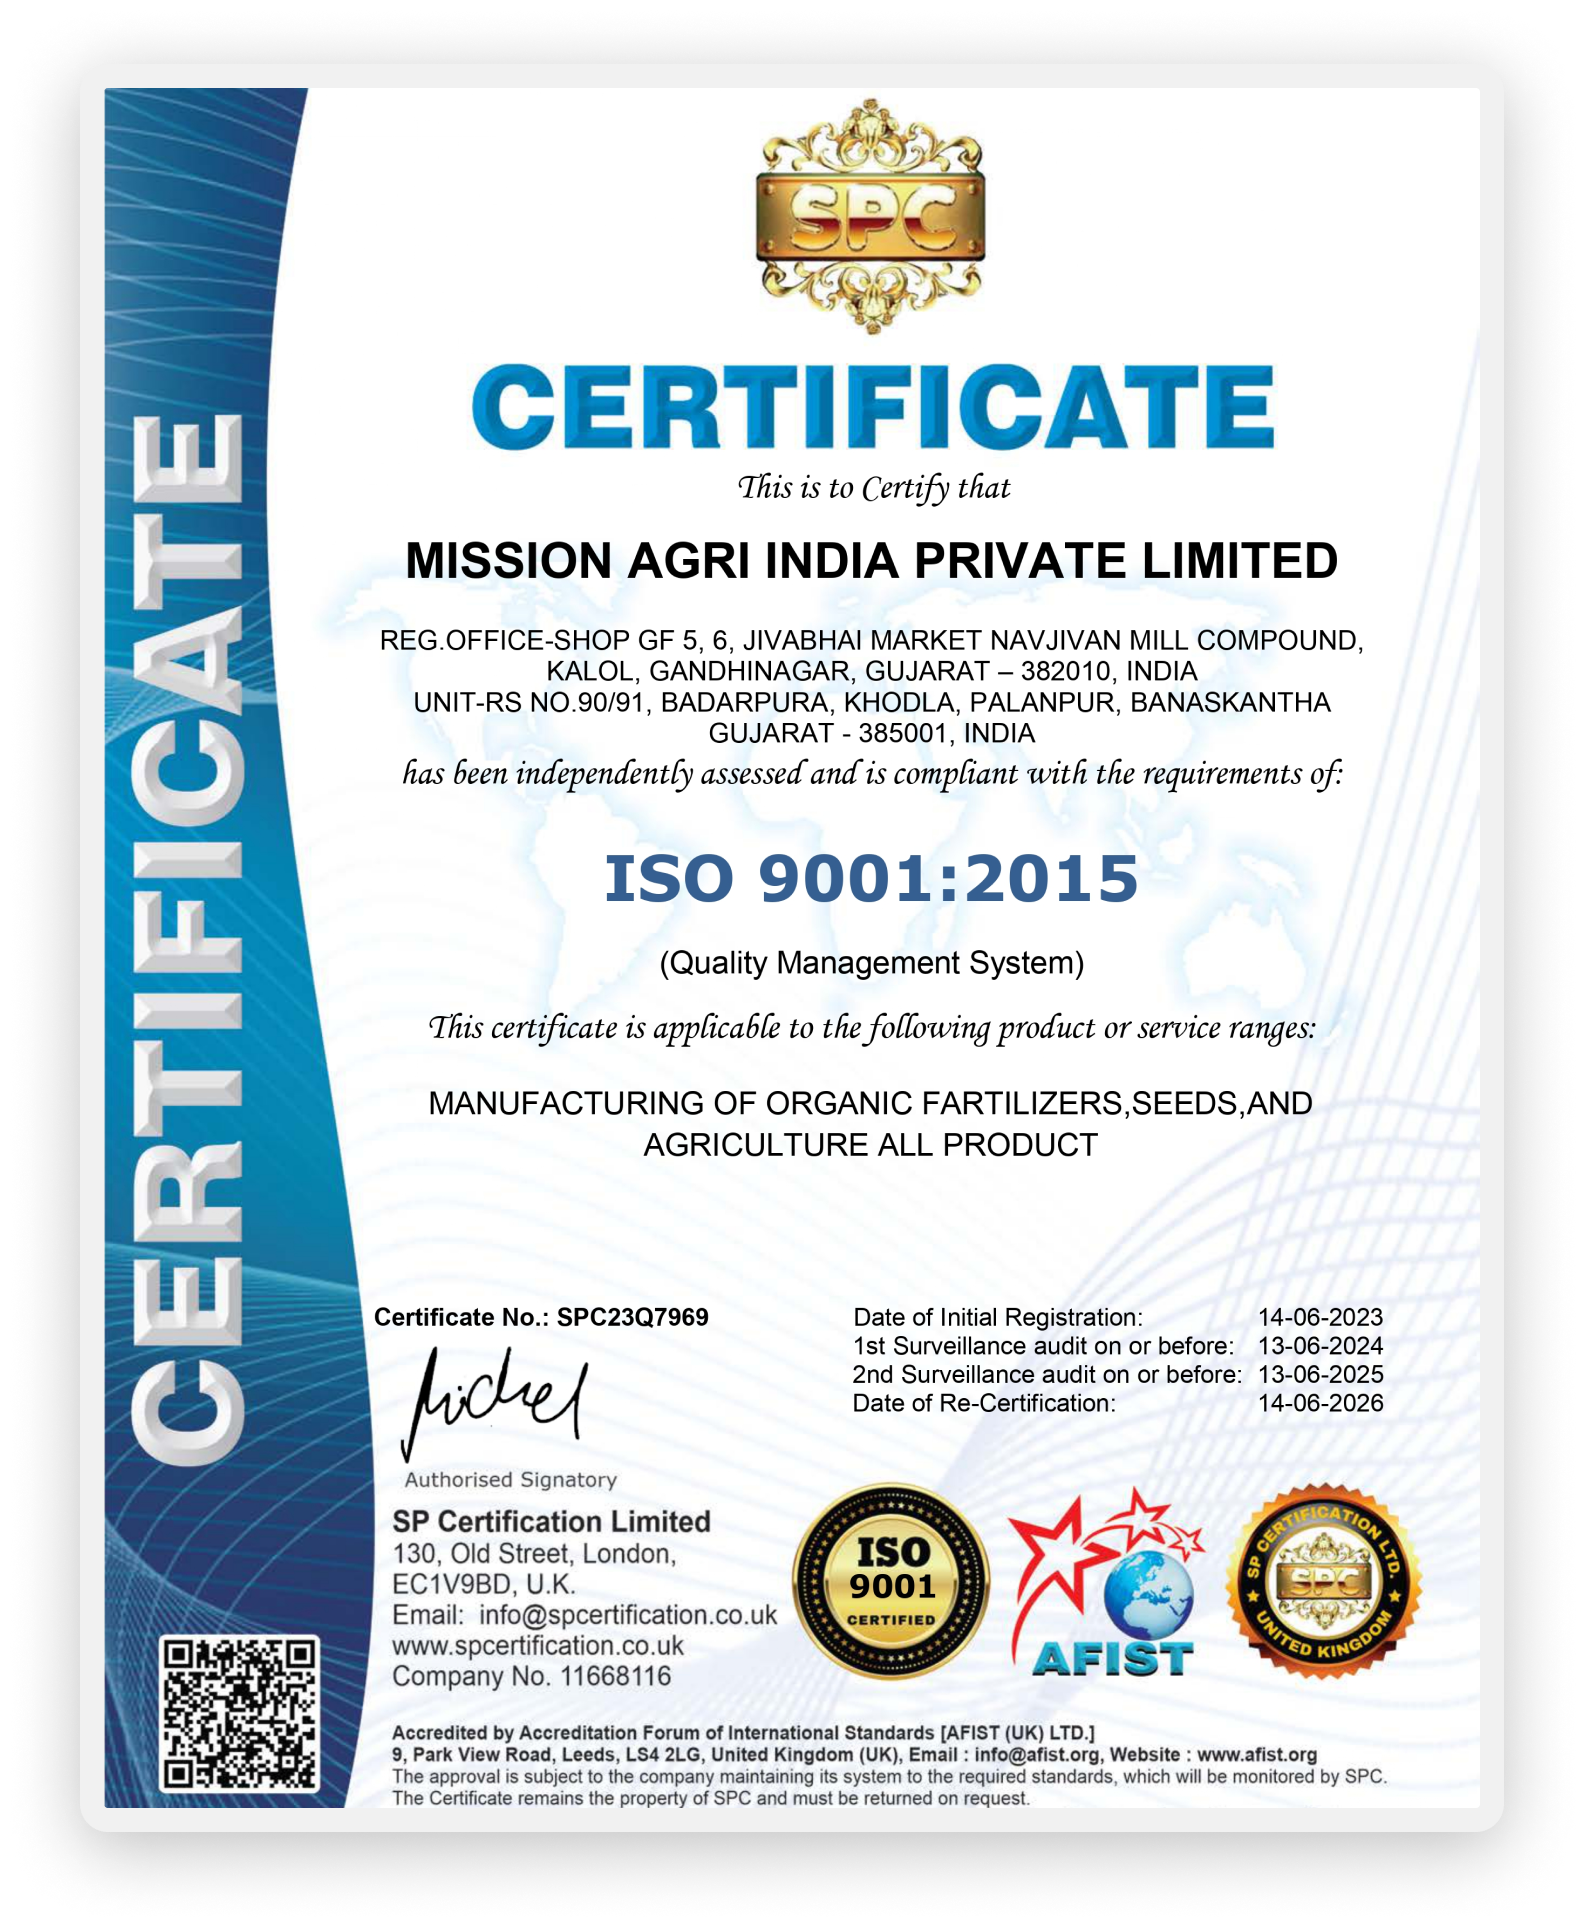 CERTIFICATE
SPC
CERTIFICATE
This is to Certify that
MISSION AGRI INDIA PRIVATE LIMITED
REG.OFFICE-SHOP GF 5, 6, JIVABHAI MARKET NAVJIVAN MILL COMPOUND,
KALOL, GANDHINAGAR, GUJARAT – 382010, INDIA
UNIT-RS NO.90/91, BADARPURA, KHODLA, PALANPUR, BANASKANTHA
GUJARAT - 385001, INDIA
has been independently assessed and is compliant with the requirements of:
ISO 9001:2015
(Quality Management System)
This certificate is applicable to the following product or service ranges:
MANUFACTURING OF ORGANIC FARTILIZERS,SEEDS,AND
AGRICULTURE ALL PRODUCT
Certificate No.: SPC23Q7969
Date of Initial Registration: 14-06-2023
1st Surveillance audit on or before: 13-06-2024
2nd Surveillance audit on or before: 13-06-2025
Date of Re-Certification: 14-06-2026
Authorised Signatory
SP Certification Limited
130, Old Street, London,
EC1V9BD, U.K.
Email: info@spcertification.co.uk
www.spcertification.co.uk
Company No. 11668116
ISO
9001
CERTIFIED
AFIST
SP CERTIFICATION LTD.
SPC
UNITED KINGDOM
Accredited by Accreditation Forum of International Standards [AFIST (UK) LTD.]
9, Park View Road, Leeds, LS4 2LG, United Kingdom (UK), Email : info@afist.org, Website : www.afist.org
The approval is subject to the company maintaining its system to the required standards, which will be monitored by SPC.
The Certificate remains the property of SPC and must be returned on request.